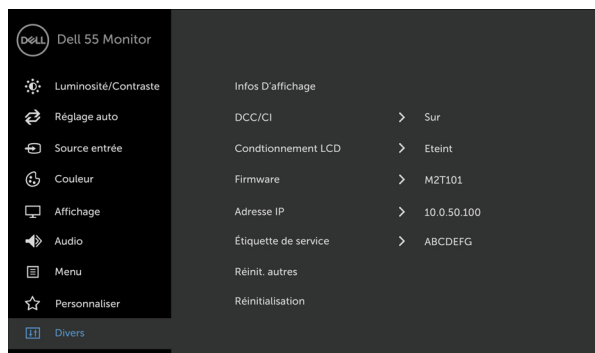 DELL Dell 55 Monitor
Luminosité/Contraste Infos D'affichage
Réglage auto DCC/CI > Sur
Source entrée Condtionnement LCD > Eteint
Couleur Firmware > M2T101
Affichage Adresse IP > 10.0.50.100
Audio Étiquette de service > ABCDEFG
Menu Réinit. autres
Personnaliser Réinitialisation
Divers